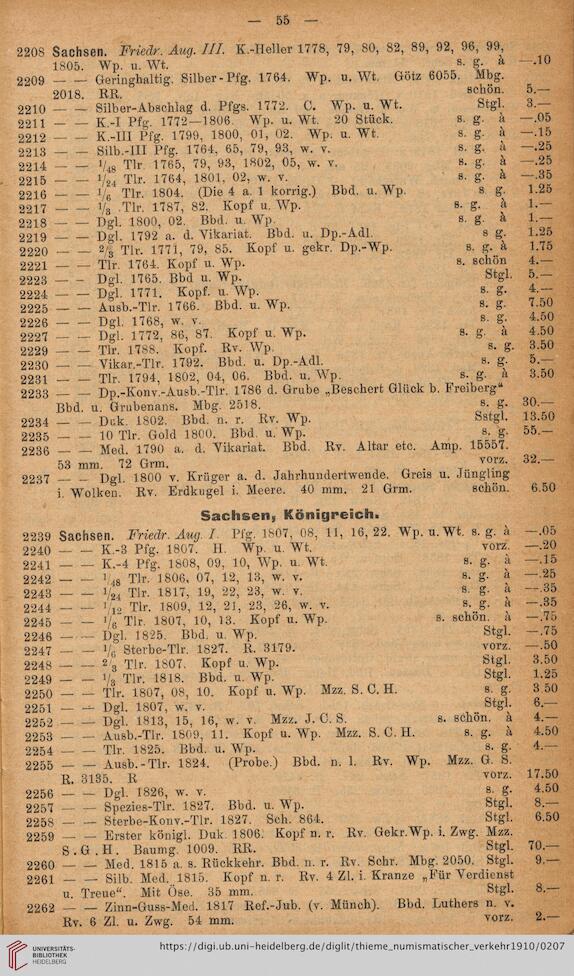 — 55 —
2208 Sachsen. Friedr. Aug. III. K.-Heller 1778, 79, 80, 82, 89, 92, 96, 99,
1805. Wp. u. Wt. s. g. à —.10
2209 — — Geringhaltig. Silber-Pfg. 1764. Wp. u. Wt. Götz 6055. Mbg.
2018. RR. schön. 5.—
2210 — — Silber-Abschlag d. Pfgs. 1772. C. Wp. u. Wt. Stgl. 3.—
2211 — — K.-I Pfg. 1772—1806. Wp. u. Wt. 20 Stück. s. g. à —.05
2212 — — K.-III Pfg. 1799, 1800, 01, 02. Wp. u. Wt. s. g. à —.15
2213 — — Silb.-III Pfg. 1764, 65, 79, 93, w. v. s. g. à —.25
2214 — — 1/48 Tlr. 1765, 79, 93, 1802, 05, w. v. s. g. à —.25
2215 — — 1/24 Tlr. 1764, 1801, 02, w. v. s. g. à —.35
2216 — — 1/6 Tlr. 1804. (Die 4 a. 1 korrig.) Bbd. u. Wp. s g. 1.25
2217 — — 1/3 Tlr. 1787, 82. Kopf u. Wp. s. g. à 1.—
2218 — — Dgl. 1800, 02. Bbd. u. Wp. s. g. à 1.—
2219 — — Dgl. 1792 a. d. Vikariat. Bbd. u. Dp.-Adl. s g. 1.25
2220 — — 2/3 Tlr. 1771, 79, 85. Kopf u. gekr. Dp.-Wp. s. g. à 1.75
2221 — — Tlr. 1764. Kopf u. Wp. s. schön 4.—
2223 — — Dgl. 1765. Bbd u. Wp. Stgl. 5.—
2224 — — Dgl. 1771. Kopf. u. Wp. s. g. 4.—
2225 — — Ausb.-Tlr. 1766. Bbd. u. Wp. s. g. 7.50
2226 — — Dgl. 1768, w. v. s. g. 4.50
2227 — — Dgl. 1772, 86, 87. Kopf u. Wp. s. g. à 4.50
2229 — — Tlr. 1788. Kopf. Rv. Wp. s. g. 3.50
2230 — — Vikar.-Tlr. 1792. Bbd. u. Dp.-Adl. s. g. 5.—
2231 — — Tlr. 1794, 1802, 04, 06. Bbd. u. Wp. s. g. à 3.50
2233 — — Dp.-Konv.-Ausb.-Tlr. 1786 d. Grube „Beschert Glück b. Freiberg“
Bbd. u. Grubenans. Mbg. 2518. s. g. 30.—
2234 — — Duk. 1802. Bbd. n. r. Rv. Wp. Sstgl. 13.50
2235 — — 10 Tlr. Gold 1800. Bbd. u. Wp. s. g. 55.—
2236 — — Med. 1790 a. d. Vikariat. Bbd. Rv. Altar etc. Amp. 15557.
53 mm. 72 Grm. vorz. 32.—
2237 — — Dgl. 1800 v. Krüger a. d. Jahrhundertwende. Greis u. Jüngling
i. Wolken. Rv. Erdkugel i. Meere. 40 mm. 21 Grm. schön. 6.50
Sachsen, Königreich.
2239 Sachsen. Friedr. Aug. I. Pfg. 1807, 08, 11, 16, 22. Wp. u. Wt. s. g. à —.05
2240 — — K.-3 Pfg. 1807. H. Wp. u. Wt. vorz. —.20
2241 — — K.-4 Pfg. 1808, 09, 10, Wp. u. Wt. s. g. à —.15
2242 — — 1/48 Tlr. 1806, 07, 12, 13, w. v. s. g. à —.25
2243 — — 1/24 Tlr. 1817, 19, 22, 23, w. v. s. g. à —.35
2244 — — 1/12 Tlr. 1809, 12, 21, 23, 26, w. v. s. g. à —.35
2245 — — 1/6 Tlr. 1807, 10, 13. Kopf u. Wp. s. schön. à —.75
2246 — — Dgl. 1825. Bbd. u. Wp. Stgl. —.75
2247 — — 1/6 Sterbe-Tlr. 1827. R. 3179. vorz. —.50
2248 — — 2/3 Tlr. 1807. Kopf u. Wp. Stgl. 3.50
2249 — — 1/3 Tlr. 1818. Bbd. u. Wp. Stgl. 1.25
2250 — — Tlr. 1807, 08, 10. Kopf u. Wp. Mzz. S. C. H. s. g. 3 50
2251 — — Dgl. 1807, w. v. Stgl. 6.—
2252 — — Dgl. 1813, 15, 16, w. v. Mzz. J. C. S. s. schön. à 4.—
2253 — — Ausb.-Tlr. 1809, 11. Kopf u. Wp. Mzz. S. C. H. s. g. à 4.50
2254 — — Tlr. 1825. Bbd. u. Wp. s. g. 4.—
2255 — — Ausb.-Tlr. 1824. (Probe.) Bbd. n. l. Rv. Wp. Mzz. G. S.
R. 3135. R vorz. 17.50
2256 — — Dgl. 1826, w. v. s. g. 4.50
2257 — — Spezies-Tlr. 1827. Bbd. u. Wp. Stgl. 8.—
2258 — — Sterbe-Konv.-Tlr. 1827. Sch. 864. Stgl. 6.50
2259 — — Erster königl. Duk. 1806. Kopf n. r. Rv. Gekr. Wp. i. Zwg. Mzz.
S. G. H. Baumg. 1009. RR. Stgl. 70.—
2260 — — Med. 1815 a. s. Rückkehr. Bbd. n. r. Rv. Schr. Mbg. 2050. Stgl. 9.—
2261 — — Silb. Med. 1815. Kopf n. r. Rv. 4 Zl. i. Kranze „Für Verdienst
u. Treue“. Mit Öse. 35 mm. Stgl. 8.—
2262 — — Zinn-Guss-Med. 1817 Ref.-Jub. (v. Münch). Bbd. Luthers n. v.
Rv. 6 Zl. u. Zwg. 54 mm. vorz. 2.—
UNIVERSITÄTS-
BIBLIOTHEK
HEIDELBERG
https://digi.ub.uni-heidelberg.de/diglit/thieme_numismatischer_verkehr1910/0207